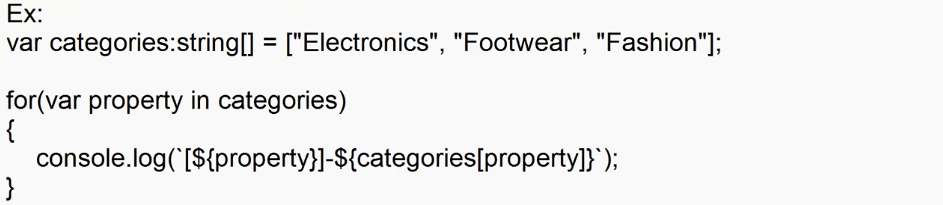 Ex:
var categories:string[] = ["Electronics", "Footwear", "Fashion"];
for(var property in categories)
{
console.log(`[${property}]-${categories[property]}`);
}